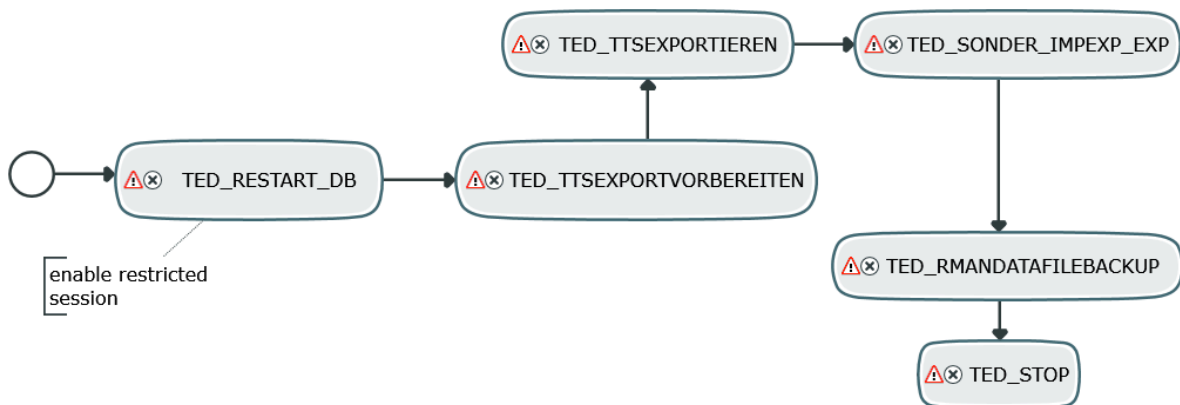 TED_TTSEXPORTIEREN
TED_SONDER_IMPEXP_EXP
TED_RESTART_DB
TED_TTSEXPORTVORBEREITEN
enable restricted
session
TED_RMANDATAFILEBACKUP
TED_STOP